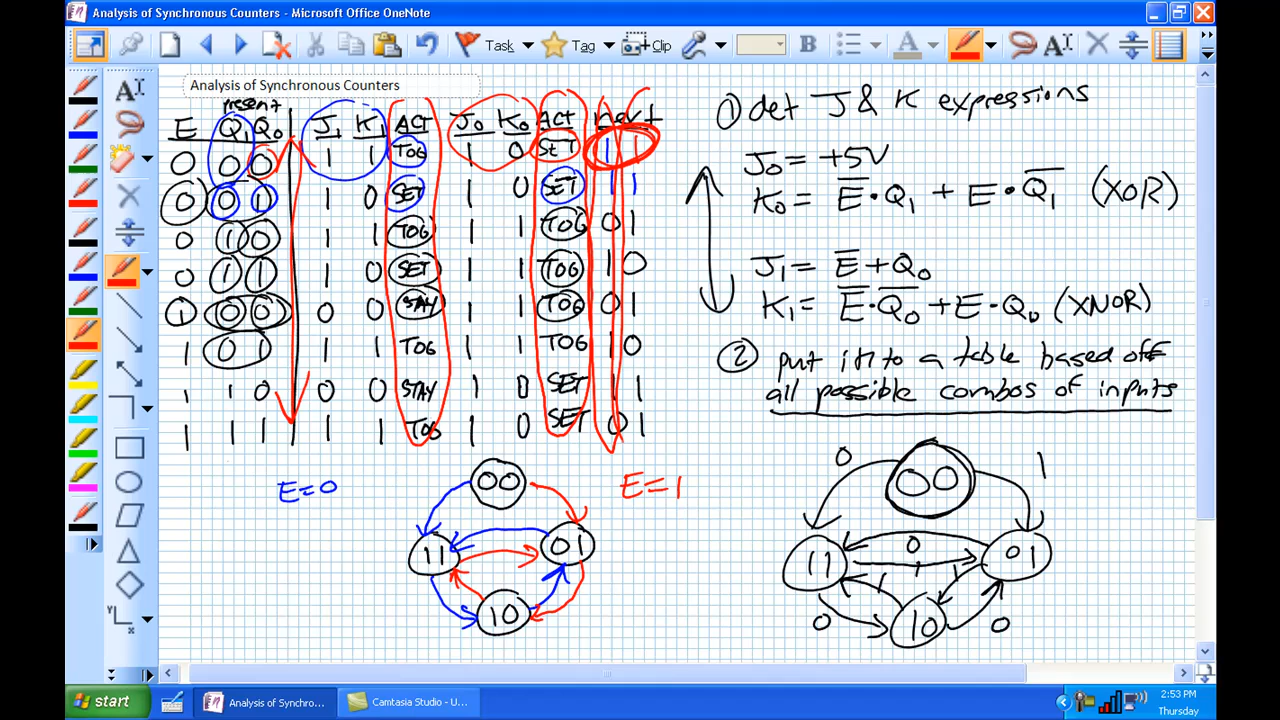 Analysis of Synchronous Counters - Microsoft Office OneNote
Task Tag Clip B A
Analysis of Synchronous Counters
present
E Q₁ Q₀ J₁ K₁ ACT J₀ K₀ ACT next
0 0 0 1 1 TOG 1 0 SET 1 1
0 0 1 1 0 SET 1 0 SET 1 1
0 1 0 1 1 TOG 1 1 TOG 0 1
0 1 1 1 0 SET 1 1 TOG 1 0
1 0 0 0 0 STAY 1 1 TOG 0 1
1 0 1 1 1 TOG 1 1 TOG 1 0
1 1 0 0 0 STAY 1 0 SET 1 1
1 1 1 1 1 TOG 1 0 SET 0 1
① det J & K expressions
J₀ = +5V
K₀ = E̅·Q₁ + E·Q̅₁ (XOR)
J₁ = E̅+Q₀
K₁ = E̅·Q̅₀ + E·Q₀ (XNOR)
② put it to a table based off
all possible combos of inputs
E=0
E=1
00
11
01
10
0
00
1
11
0
1
01
1
1
0
10
0
start
Analysis of Synchro...
Camtasia Studio - U...
2:53 PM
Thursday